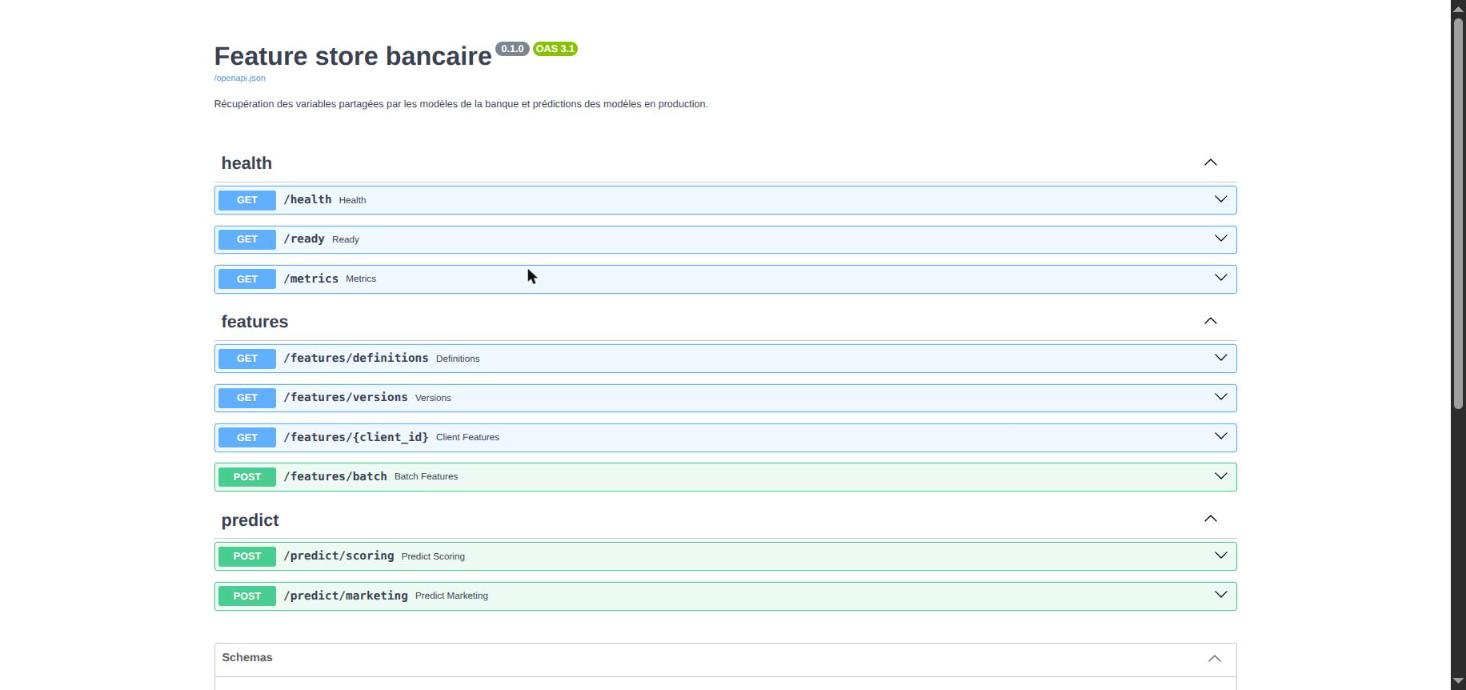 Feature store bancaire 0.1.0 OAS 3.1
/openapi.json
Récupération des variables partagées par les modèles de la banque et prédictions des modèles en production.
health
GET /health Health
GET /ready Ready
GET /metrics Metrics
features
GET /features/definitions Definitions
GET /features/versions Versions
GET /features/{client_id} Client Features
POST /features/batch Batch Features
predict
POST /predict/scoring Predict Scoring
POST /predict/marketing Predict Marketing
Schemas